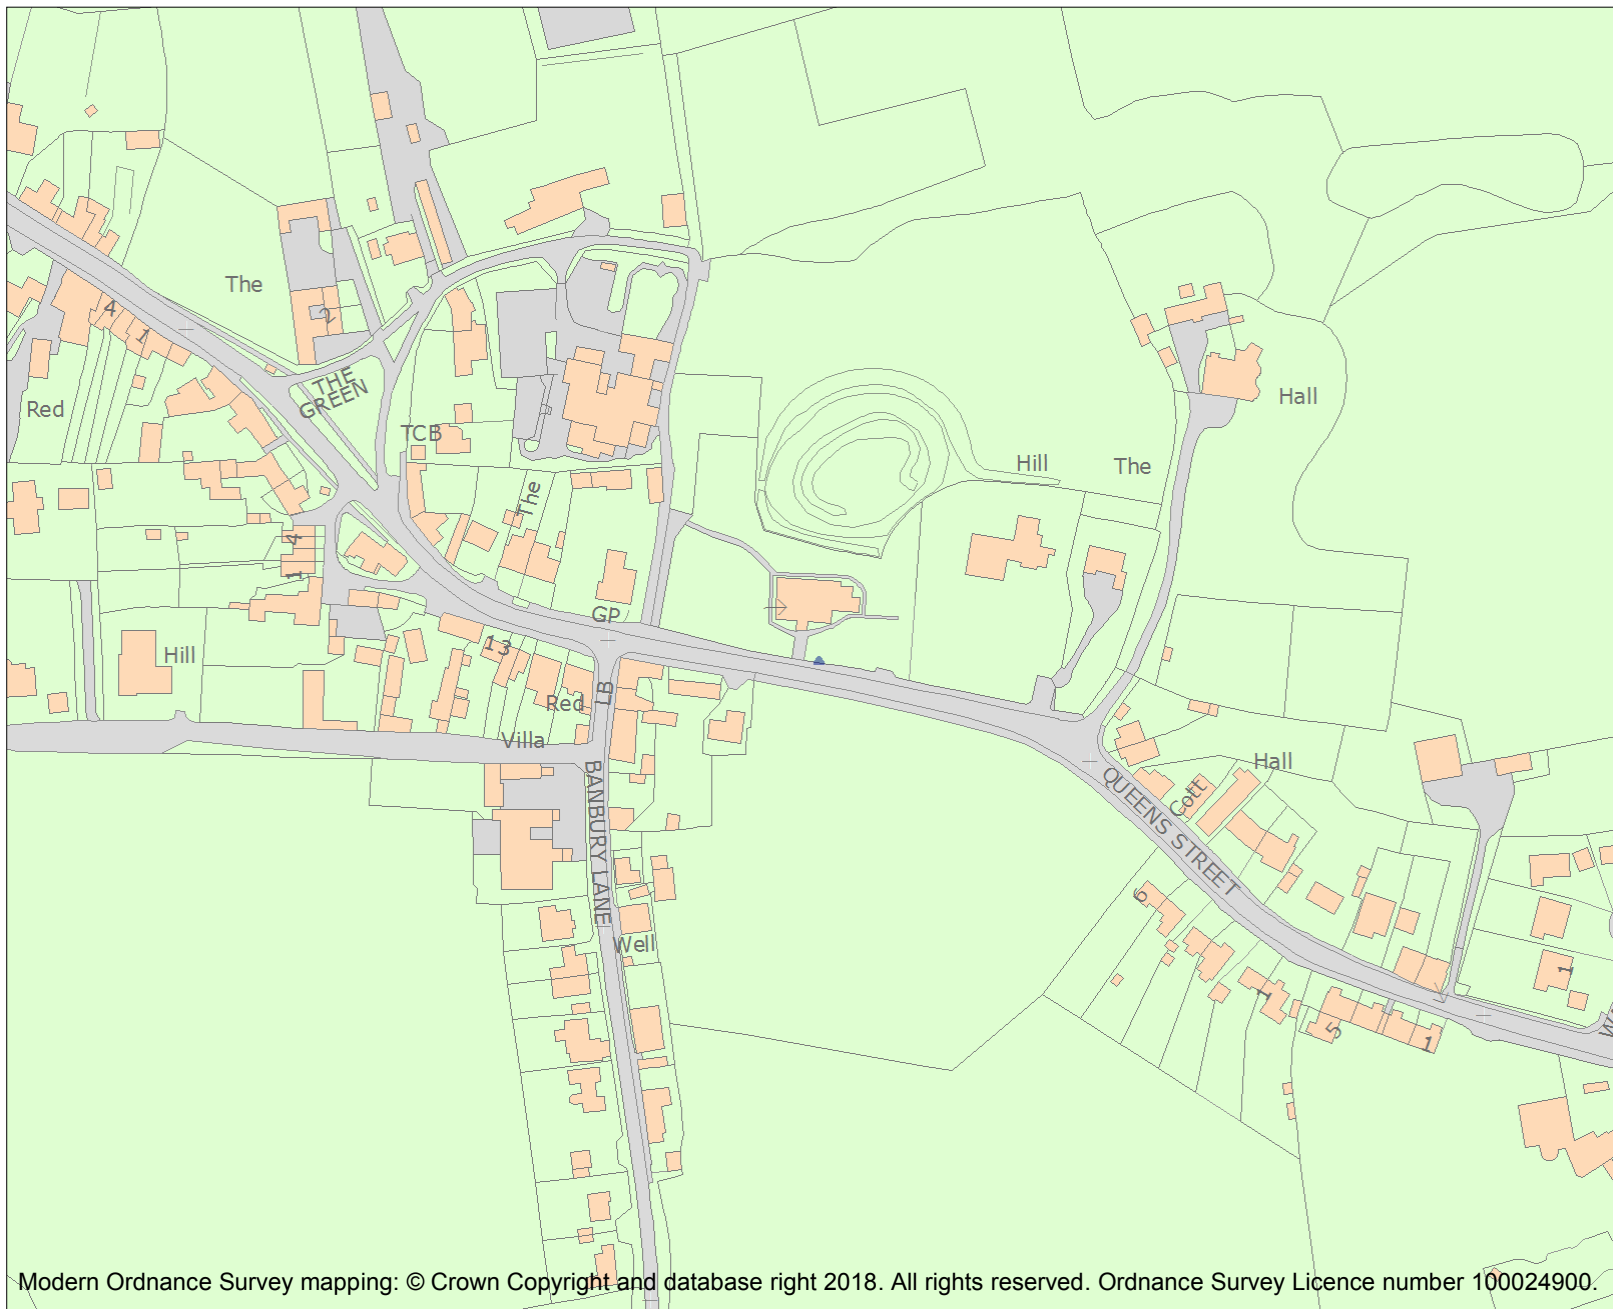 The
4
1
2
THE
GREEN
Red
Hall
TCB
Hill
The
The
4
1
GP
13
Hill
LB
Red
Villa
Hall
BANBURY LANE
QUEENS STREET
Cott
6
Well
1
1
5
1
Modern Ordnance Survey mapping: © Crown Copyright and database right 2018. All rights reserved. Ordnance Survey Licence number 100024900.